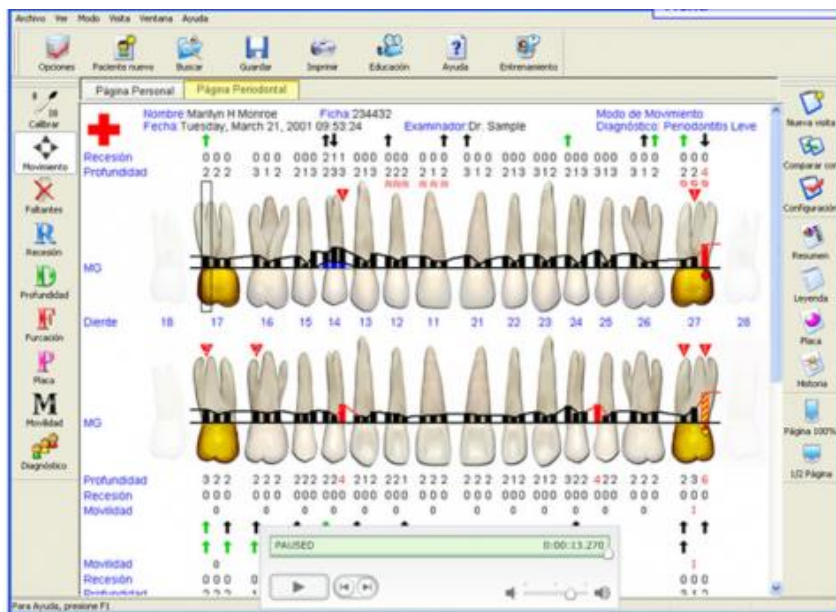 Archivo Ver Modo Visita Ventana Ayuda
Opciones Paciente nuevo Buscar Guardar Imprimir Educación Ayuda Entrenamiento
Página Personal Página Periodontal
Calibrar
Movimiento
Faltantes
R
Recesión
D
Profundidad
F
Furcación
P
Placa
M
Movilidad
Diagnóstico
Nombre: Marilyn H Monroe Ficha: 234432 Modo de Movimiento
Fecha: Tuesday, March 21, 2001 09:53:24 Examinador: Dr. Sample Diagnóstico: Periodontitis Leve
Recesión 000 000 000 211 000 000 000 000 000 000 000 000 000 000
Profundidad 222 312 213 233 213 222 212 312 212 213 213 213 312 224
MG
Diente 18 17 16 15 14 13 12 11 21 22 23 24 25 26 27 28
MG
Profundidad 322 222 222 224 212 221 212 212 212 212 322 422 222 236
Recesión 000 000 000 000 000 000 000 000 000 000 000 000 000 000
Movilidad 0 0 0 0 0 0 0 0 0 0 0 0 0 1
Movilidad 0 1
Recesión 000 000
Profundidad
PAUSED 0:00:13.270
Nueva visita
Comparar con
Configuración
Resumen
Leyenda
Placa
Historia
Página 100%
1/2 Página
Para Ayuda, presione F1